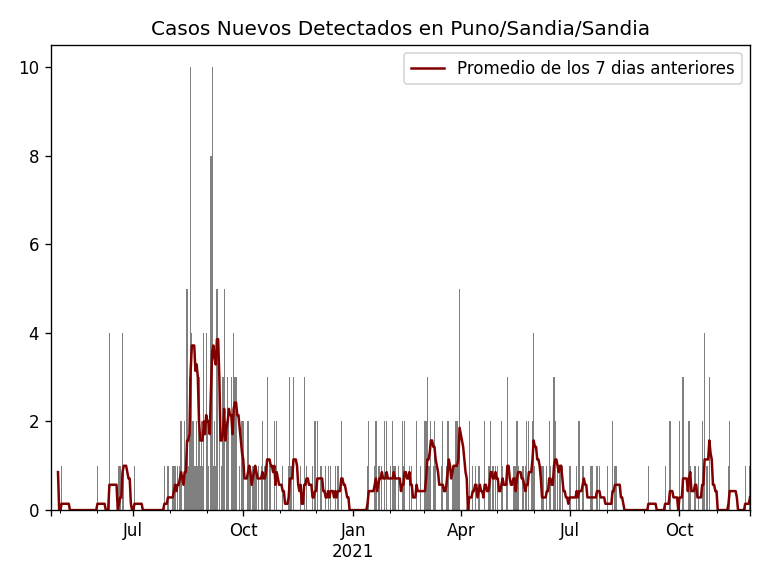 Casos Nuevos Detectados en Puno/Sandia/Sandia
Promedio de los 7 dias anteriores
10
8
6
4
2
0
Jul Oct Jan Apr Jul Oct
2021